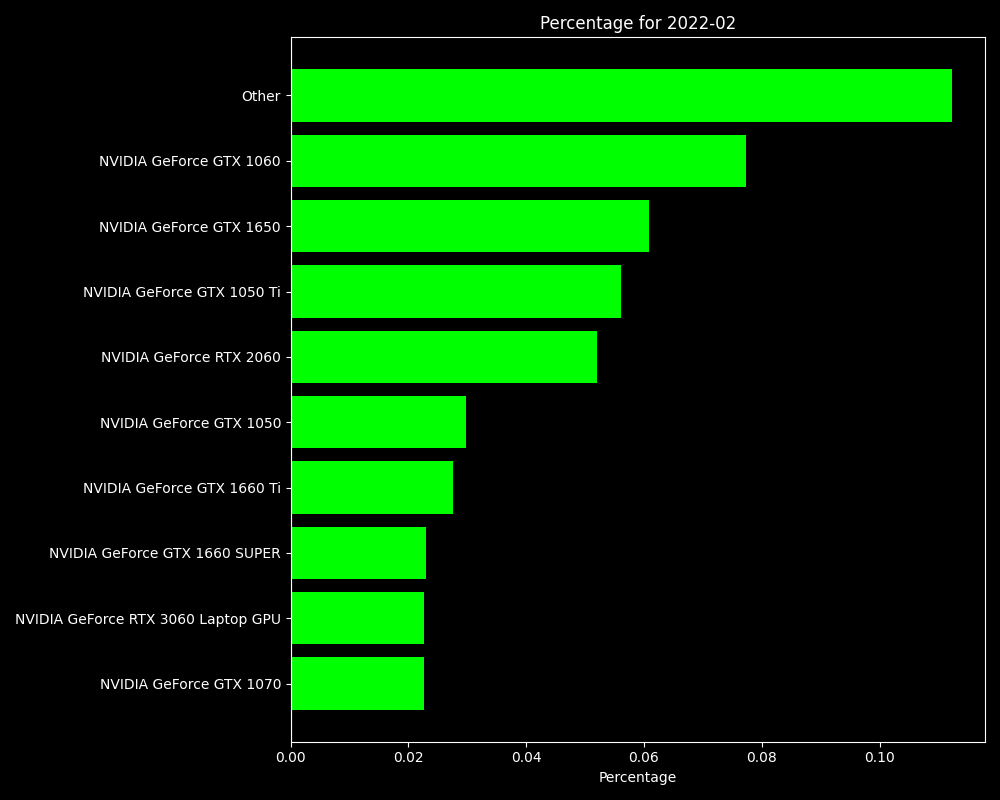 Percentage for 2022-02
Other
NVIDIA GeForce GTX 1060
NVIDIA GeForce GTX 1650
NVIDIA GeForce GTX 1050 Ti
NVIDIA GeForce RTX 2060
NVIDIA GeForce GTX 1050
NVIDIA GeForce GTX 1660 Ti
NVIDIA GeForce GTX 1660 SUPER
NVIDIA GeForce RTX 3060 Laptop GPU
NVIDIA GeForce GTX 1070
0.00 0.02 0.04 0.06 0.08 0.10
Percentage